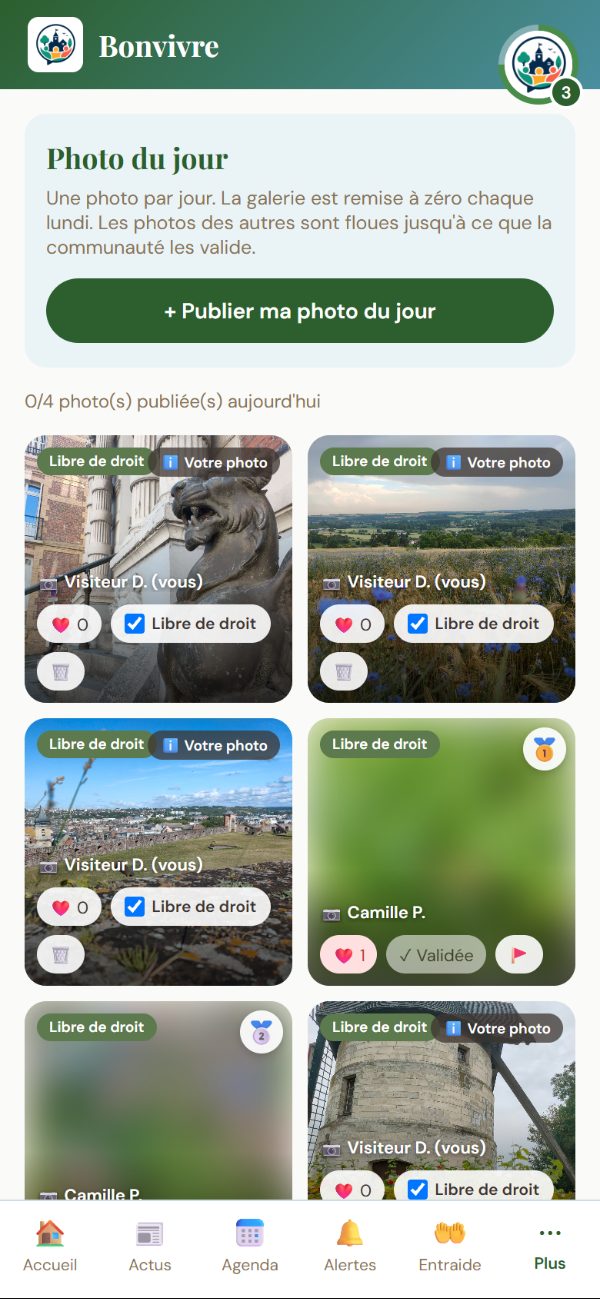 Bonvivre
3
Photo du jour
Une photo par jour. La galerie est remise à zéro chaque
lundi. Les photos des autres sont floues jusqu'à ce que la
communauté les valide.
+ Publier ma photo du jour
0/4 photo(s) publiée(s) aujourd'hui
Libre de droit
Votre photo
Visiteur D. (vous)
0
Libre de droit
Libre de droit
Votre photo
Visiteur D. (vous)
0
Libre de droit
Libre de droit
Votre photo
Visiteur D. (vous)
0
Libre de droit
Libre de droit
1
Camille P.
1
✓ Validée
Libre de droit
2
Camille P.
Libre de droit
Votre photo
Visiteur D. (vous)
0
Libre de droit
Accueil
Actus
Agenda
Alertes
Entraide
Plus